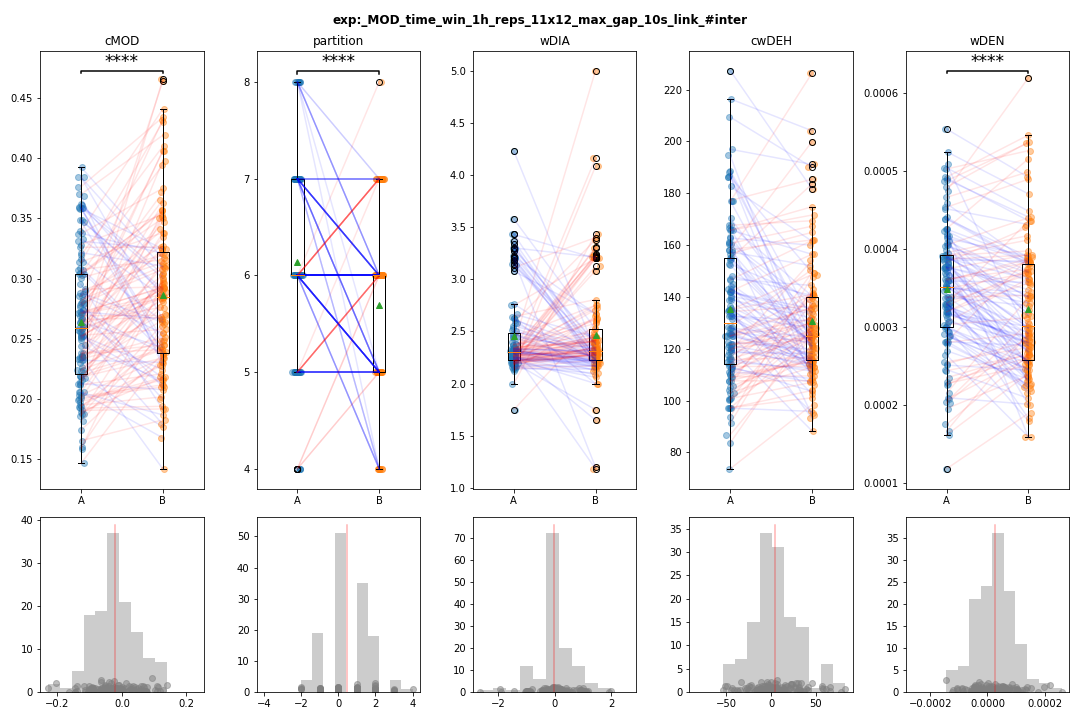 exp:_MOD_time_win_1h_reps_11x12_max_gap_10s_link_#inter
cMOD partition wDIA cwDEH wDEN
**** **** ****
0.45 0.40 0.35 0.30 0.25 0.20 0.15
A B
8 7 6 5 4
A B
5.0 4.5 4.0 3.5 3.0 2.5 2.0 1.5 1.0
A B
220 200 180 160 140 120 100 80
A B
0.0006 0.0005 0.0004 0.0003 0.0002 0.0001
A B
40 30 20 10 0
−0.2 0.0 0.2
50 40 30 20 10 0
−4 −2 0 2 4
70 60 50 40 30 20 10 0
−2 0 2
35 30 25 20 15 10 5 0
−50 0 50
35 30 25 20 15 10 5 0
−0.0002 0.0000 0.0002